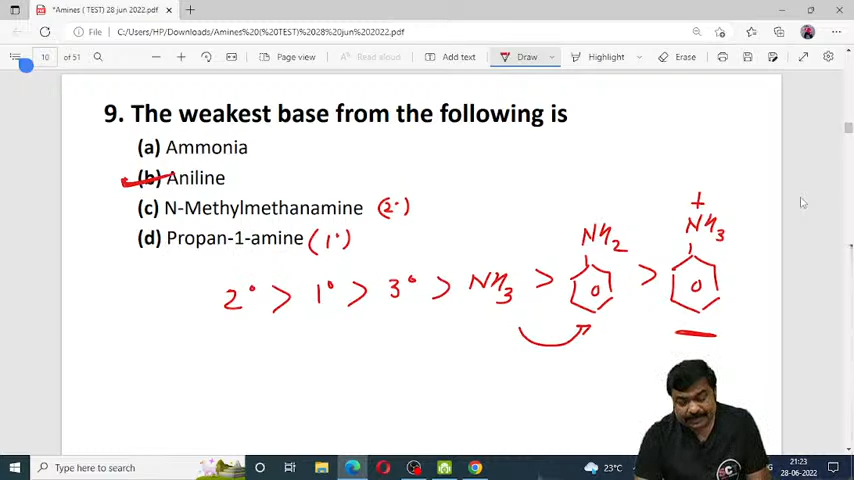 *Amines ( TEST) 28 jun 2022.pdf
File C:/Users/HP/Downloads/Amines%20(%20TEST)%2028%20jun%202022.pdf
10 of 51 Page view Read aloud Add text Draw Highlight Erase
9. The weakest base from the following is
(a) Ammonia
(b) Aniline
(c) N-Methylmethanamine (2°)
(d) Propan-1-amine (1°)
+
NH2 NH3
2° > 1° > 3° > NH3 > >
SC
Type here to search 23°C 21:23
28-06-2022